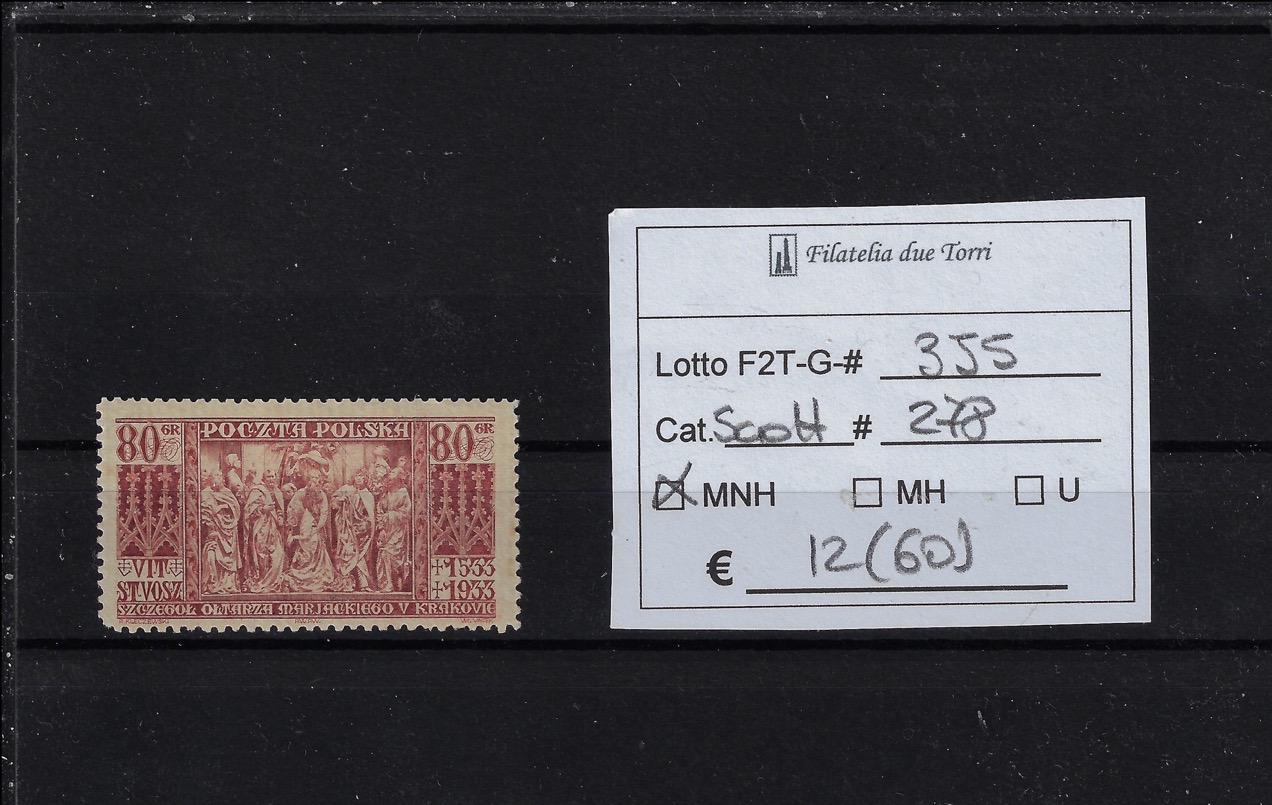 80 GR POCZTA POLSKA 80 GR
VIT 1533
ST.VOSZ 1933
SZCZEGOŁ OŁTARZA MARJACKIEGO V KRAKOVIE
Filatelia due Torri
Lotto F2T-G-# 355
Cat. Scott # 278
MNH MH U
€ 12 (60)